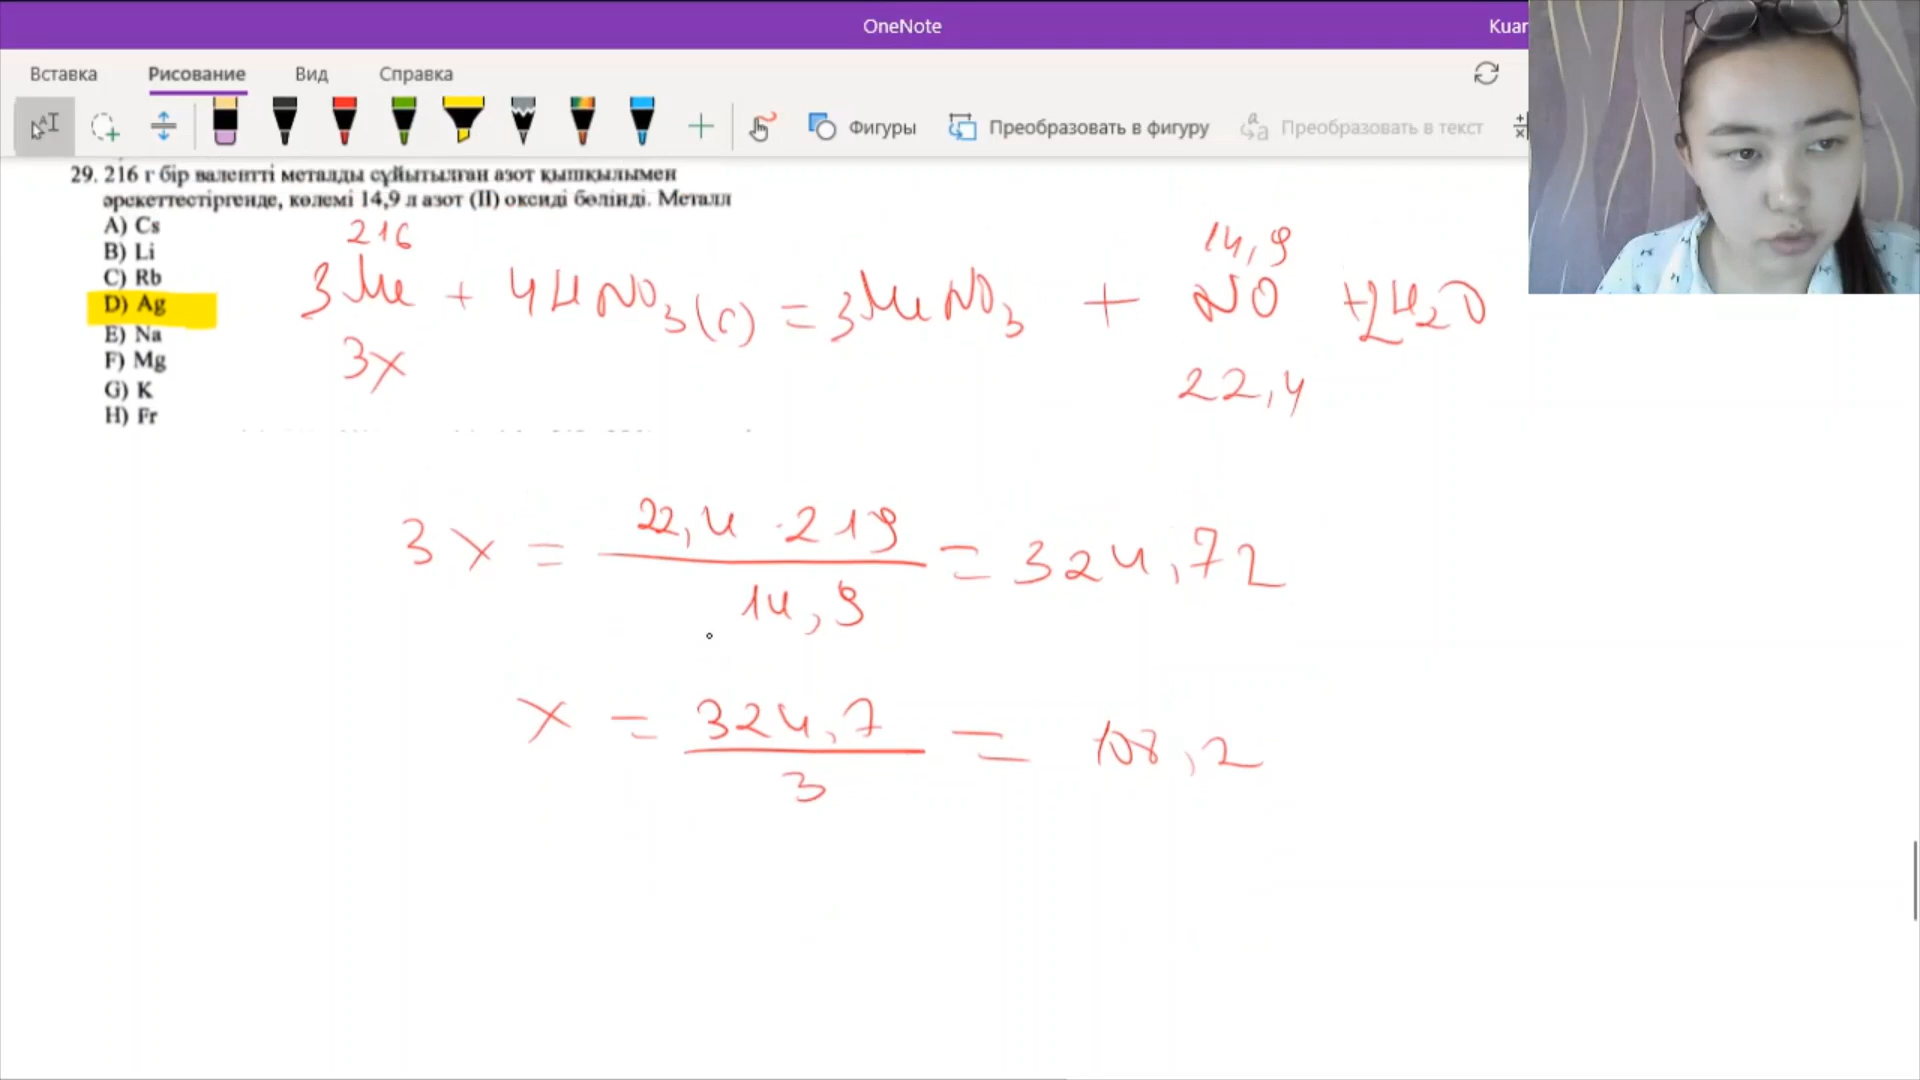 OneNote
Kuan
Вставка Рисование Вид Справка
Фигуры Преобразовать в фигуру Преобразовать в текст
29. 216 г бір валентті металды сұйытылған азот қышқылымен
әрекеттестіргенде, көлемі 14,9 л азот (II) оксиді бөлінді. Металл
A) Cs
B) Li
C) Rb
D) Ag
E) Na
F) Mg
G) K
H) Fr
216 14,9
3Me + 4HNO3(c) = 3MeNO3 + NO + 2H2O
3x 22,4
3x = 22,4 · 219 / 14,9 = 324,72
x = 324,7 / 3 = 108,2